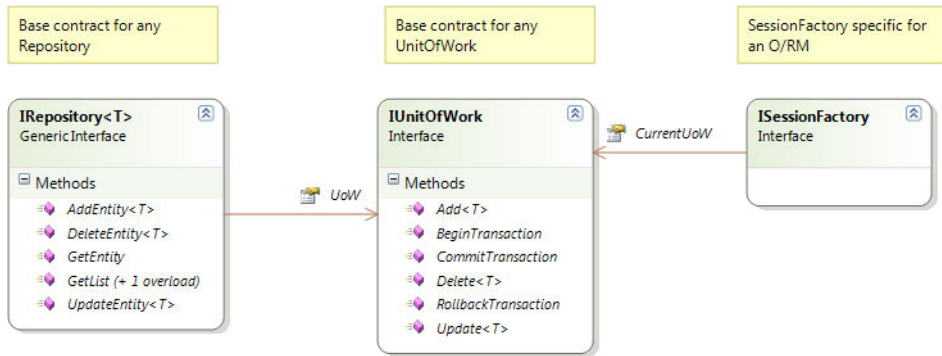 Base contract for any
Repository
Base contract for any
UnitOfWork
SessionFactory specific for
an O/RM
IRepository<T>
Generic Interface
Methods
AddEntity<T>
DeleteEntity<T>
GetEntity
GetList (+ 1 overload)
UpdateEntity<T>
UoW
IUnitOfWork
Interface
Methods
Add<T>
BeginTransaction
CommitTransaction
Delete<T>
RollbackTransaction
Update<T>
CurrentUoW
ISessionFactory
Interface